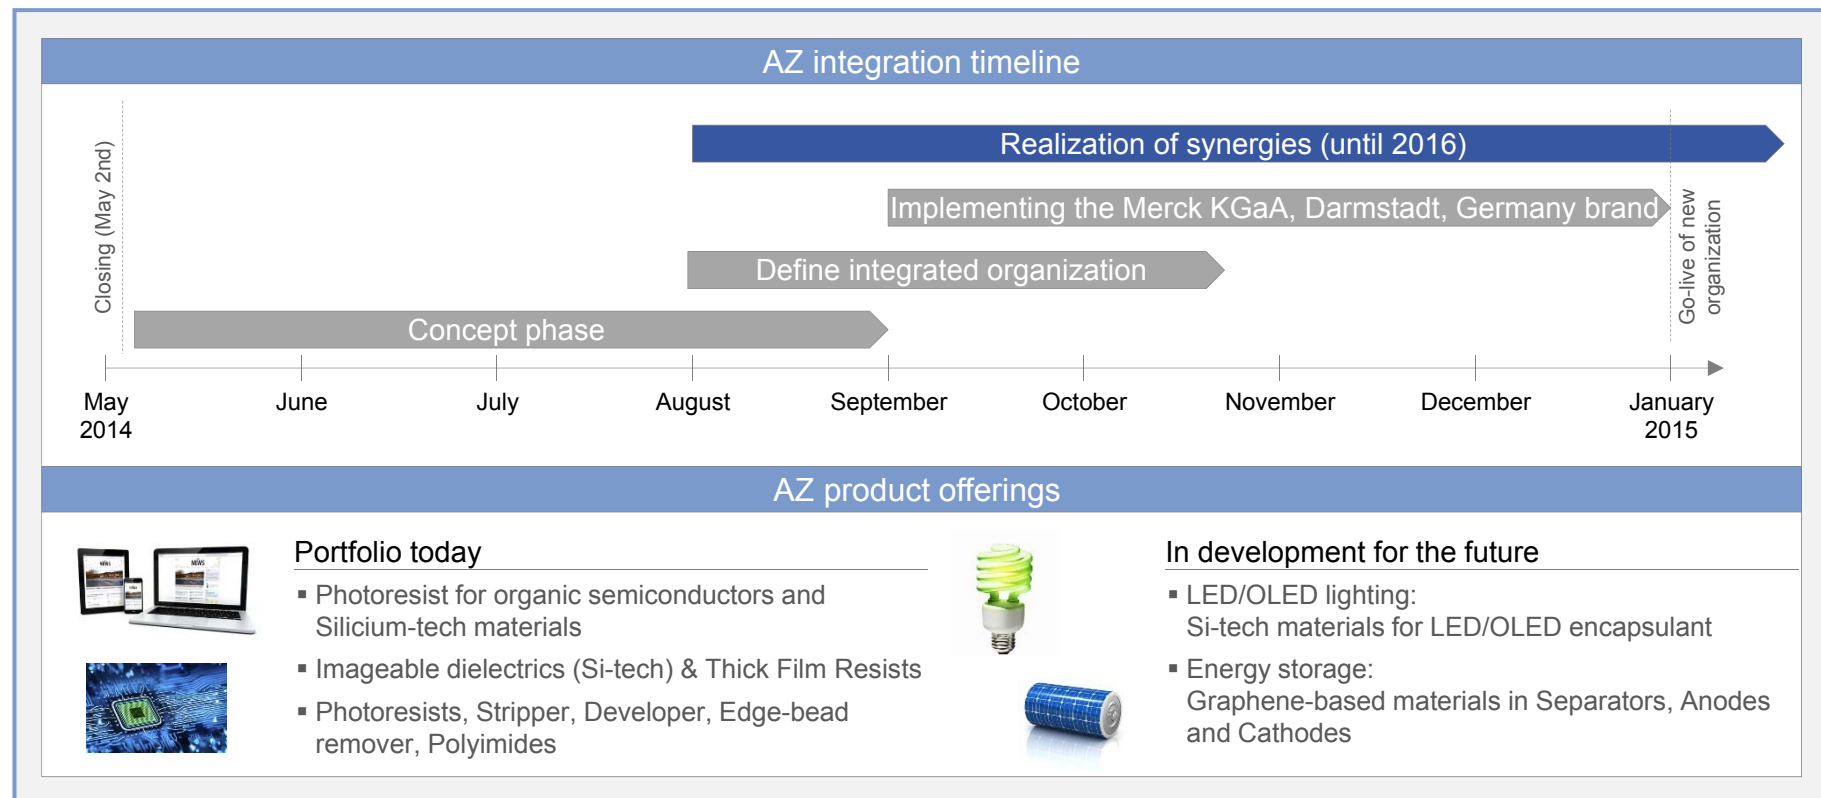 AZ integration timeline
Closing (May 2nd)
Realization of synergies (until 2016)
Implementing the Merck KGaA, Darmstadt, Germany brand
Define integrated organization
Concept phase
Go-live of new
organization
May
2014
June
July
August
September
October
November
December
January
2015
AZ product offerings
NEWS
NEWS
Portfolio today
▪ Photoresist for organic semiconductors and
Silicium-tech materials
▪ Imageable dielectrics (Si-tech) & Thick Film Resists
▪ Photoresists, Stripper, Developer, Edge-bead
remover, Polyimides
In development for the future
▪ LED/OLED lighting:
Si-tech materials for LED/OLED encapsulant
▪ Energy storage:
Graphene-based materials in Separators, Anodes
and Cathodes